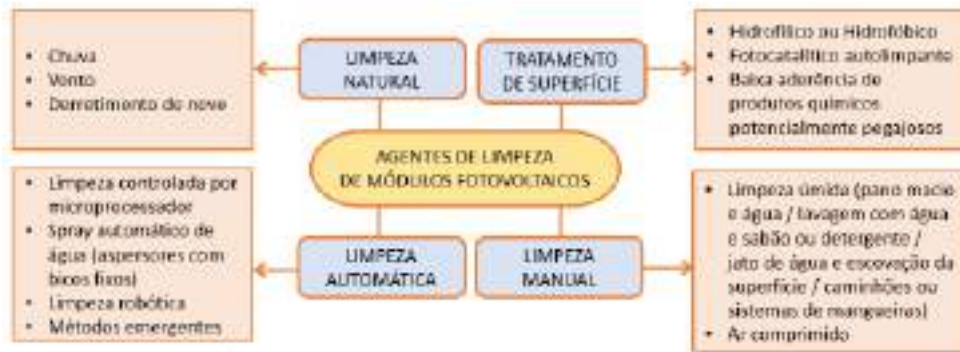 • Chuva
• Vento
• Derretimento de neve
LIMPEZA
NATURAL
TRATAMENTO
DE SUPERFÍCIE
• Hidrofílico ou Hidrofóbico
• Fotocatalítico autolimpante
• Baixa aderência de
produtos químicos
potencialmente pegajosos
AGENTES DE LIMPEZA
DE MÓDULOS FOTOVOLTAICOS
• Limpeza controlada por
microprocessador
• Spray automático de
água (aspersores com
bicos fixos)
• Limpeza robótica
• Métodos emergentes
LIMPEZA
AUTOMÁTICA
LIMPEZA
MANUAL
• Limpeza úmida (pano macio
e água / lavagem com água
e sabão ou detergente /
jato de água e escovação da
superfície / caminhões ou
sistemas de mangueiras)
• Ar comprimido